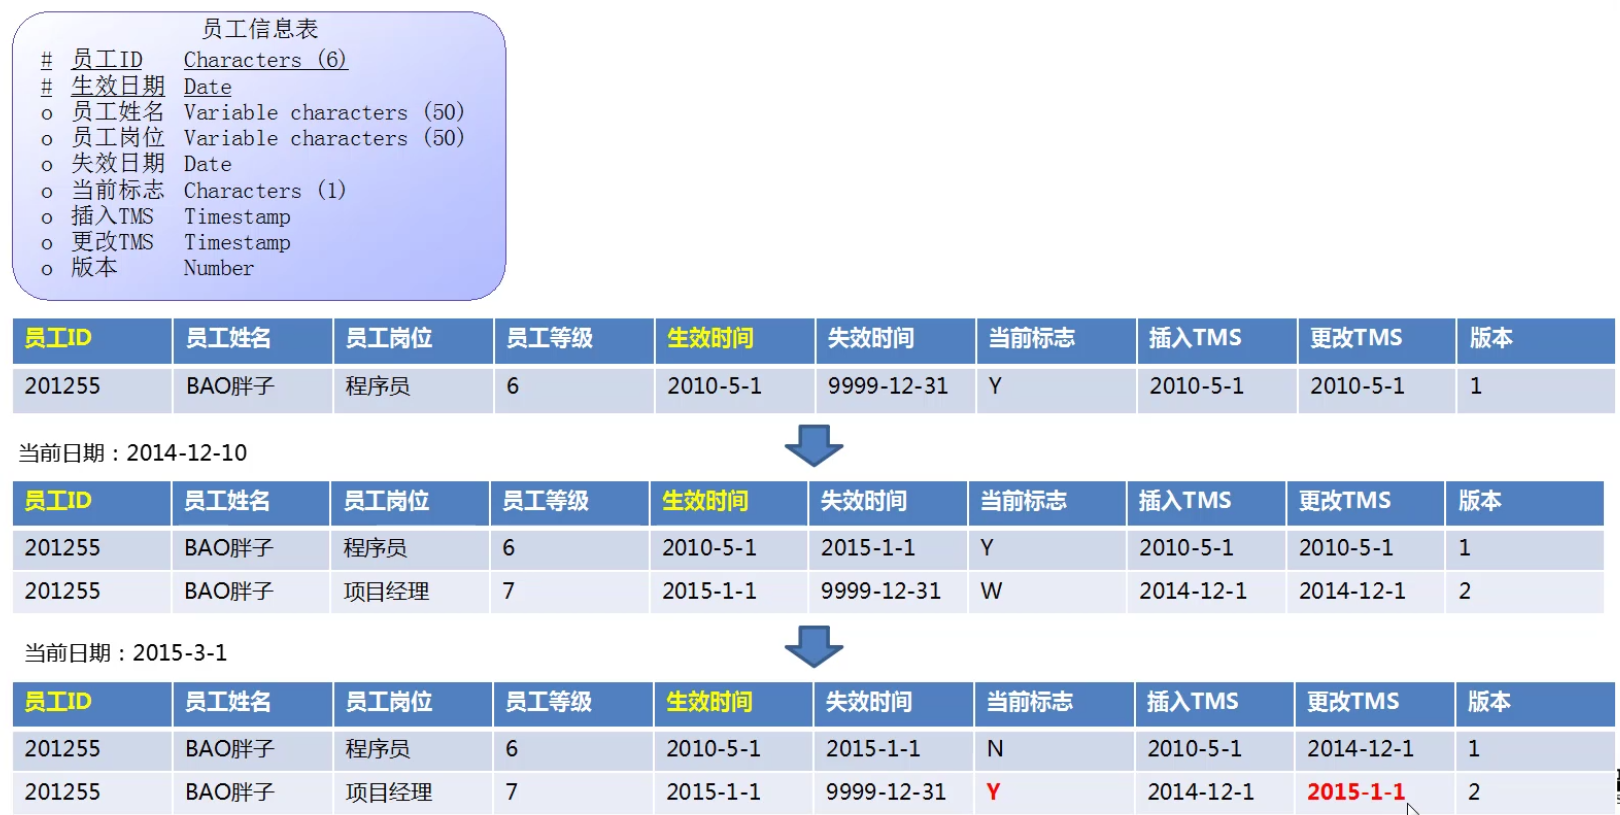 员工信息表
# 员工ID Characters (6)
# 生效日期 Date
o 员工姓名 Variable characters (50)
o 员工岗位 Variable characters (50)
o 失效日期 Date
o 当前标志 Characters (1)
o 插入TMS Timestamp
o 更改TMS Timestamp
o 版本 Number
员工ID 员工姓名 员工岗位 员工等级 生效时间 失效时间 当前标志 插入TMS 更改TMS 版本
201255 BAO胖子 程序员 6 2010-5-1 9999-12-31 Y 2010-5-1 2010-5-1 1
当前日期：2014-12-10
员工ID 员工姓名 员工岗位 员工等级 生效时间 失效时间 当前标志 插入TMS 更改TMS 版本
201255 BAO胖子 程序员 6 2010-5-1 2015-1-1 Y 2010-5-1 2010-5-1 1
201255 BAO胖子 项目经理 7 2015-1-1 9999-12-31 W 2014-12-1 2014-12-1 2
当前日期：2015-3-1
员工ID 员工姓名 员工岗位 员工等级 生效时间 失效时间 当前标志 插入TMS 更改TMS 版本
201255 BAO胖子 程序员 6 2010-5-1 2015-1-1 N 2010-5-1 2014-12-1 1
201255 BAO胖子 项目经理 7 2015-1-1 9999-12-31 Y 2014-12-1 2015-1-1 2